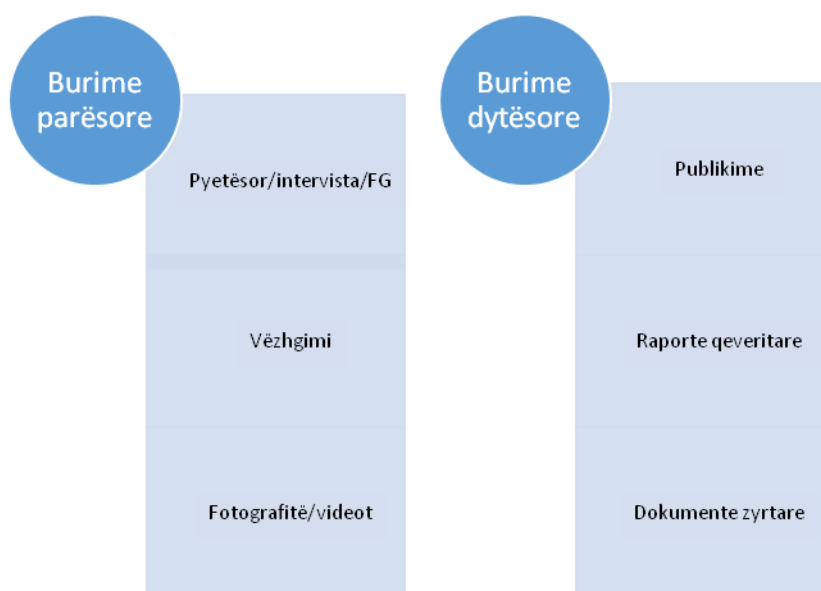 Burime
parësore
Pyetësor/intervista/FG
Vëzhgimi
Fotografitë/videot
Burime
dytësore
Publikime
Raporte qeveritare
Dokumente zyrtare